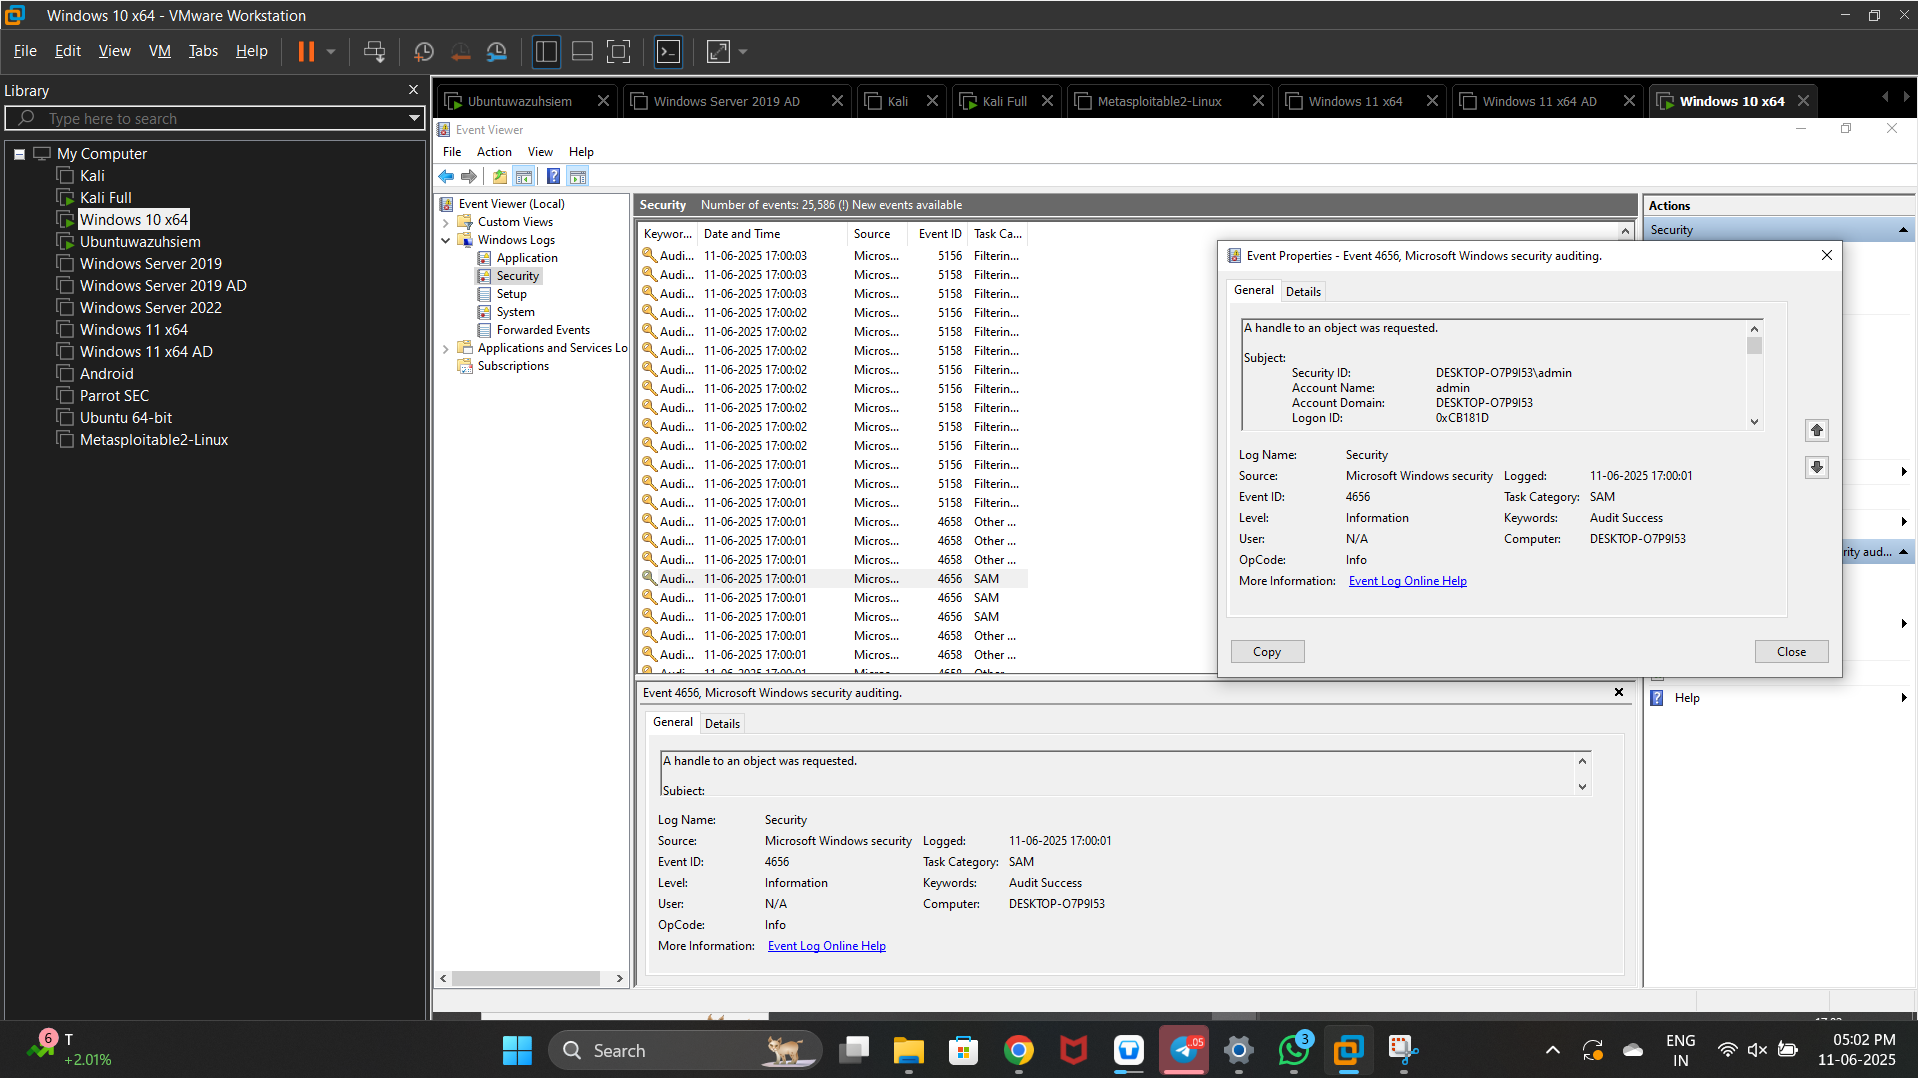 Windows 10 x64 - VMware Workstation
File Edit View VM Tabs Help
Library
Type here to search
My Computer
Kali
Kali Full
Windows 10 x64
Ubuntuwazuhsiem
Windows Server 2019
Windows Server 2019 AD
Windows Server 2022
Windows 11 x64
Windows 11 x64 AD
Android
Parrot SEC
Ubuntu 64-bit
Metasploitable2-Linux
Ubuntuwazuhsiem Windows Server 2019 AD Kali Kali Full Metasploitable2-Linux Windows 11 x64 Windows 11 x64 AD Windows 10 x64
Event Viewer
File Action View Help
Event Viewer (Local)
Custom Views
Windows Logs
Application
Security
Setup
System
Forwarded Events
Applications and Services Lo
Subscriptions
Security Number of events: 25,586 (!) New events available
Keywor... Date and Time Source Event ID Task Ca...
Audi... 11-06-2025 17:00:03 Micros... 5156 Filterin...
Audi... 11-06-2025 17:00:03 Micros... 5158 Filterin...
Audi... 11-06-2025 17:00:03 Micros... 5158 Filterin...
Audi... 11-06-2025 17:00:02 Micros... 5156 Filterin...
Audi... 11-06-2025 17:00:02 Micros... 5158 Filterin...
Audi... 11-06-2025 17:00:02 Micros... 5158 Filterin...
Audi... 11-06-2025 17:00:02 Micros... 5156 Filterin...
Audi... 11-06-2025 17:00:02 Micros... 5156 Filterin...
Audi... 11-06-2025 17:00:02 Micros... 5158 Filterin...
Audi... 11-06-2025 17:00:02 Micros... 5158 Filterin...
Audi... 11-06-2025 17:00:02 Micros... 5156 Filterin...
Audi... 11-06-2025 17:00:01 Micros... 5156 Filterin...
Audi... 11-06-2025 17:00:01 Micros... 5158 Filterin...
Audi... 11-06-2025 17:00:01 Micros... 5158 Filterin...
Audi... 11-06-2025 17:00:01 Micros... 4658 Other ...
Audi... 11-06-2025 17:00:01 Micros... 4658 Other ...
Audi... 11-06-2025 17:00:01 Micros... 4658 Other ...
Audi... 11-06-2025 17:00:01 Micros... 4656 SAM
Audi... 11-06-2025 17:00:01 Micros... 4656 SAM
Audi... 11-06-2025 17:00:01 Micros... 4656 SAM
Audi... 11-06-2025 17:00:01 Micros... 4658 Other ...
Audi... 11-06-2025 17:00:01 Micros... 4658 Other ...
Audi... 11-06-2025 17:00:01 Micros... 4658 Other
Event 4656, Microsoft Windows security auditing.
General Details
A handle to an object was requested.
Subject:
Log Name: Security
Source: Microsoft Windows security Logged: 11-06-2025 17:00:01
Event ID: 4656 Task Category: SAM
Level: Information Keywords: Audit Success
User: N/A Computer: DESKTOP-O7P9I53
OpCode: Info
More Information: Event Log Online Help
Actions
Security
rity aud...
Help
Event Properties - Event 4656, Microsoft Windows security auditing.
General Details
A handle to an object was requested.
Subject:
Security ID: DESKTOP-O7P9I53\admin
Account Name: admin
Account Domain: DESKTOP-O7P9I53
Logon ID: 0xCB181D
Log Name: Security
Source: Microsoft Windows security Logged: 11-06-2025 17:00:01
Event ID: 4656 Task Category: SAM
Level: Information Keywords: Audit Success
User: N/A Computer: DESKTOP-O7P9I53
OpCode: Info
More Information: Event Log Online Help
Copy Close
6
T
+2.01%
Search
.05
3
ENG
IN
05:02 PM
11-06-2025